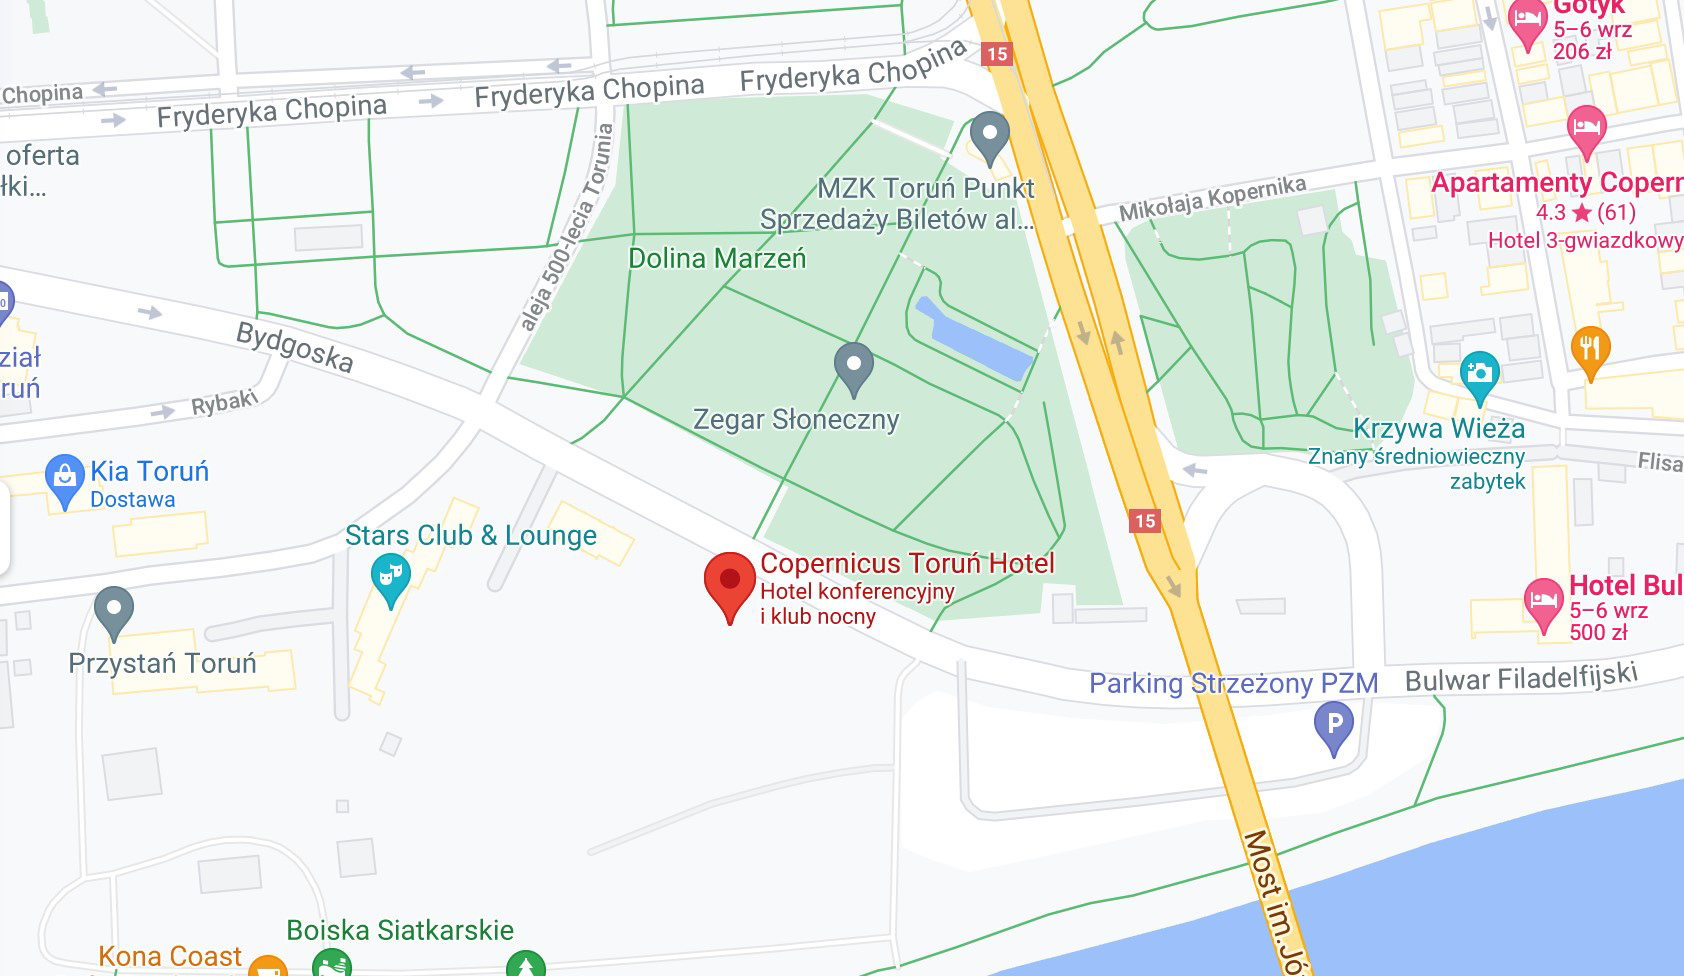 Gotyk
5–6 wrz
206 zł
15
Fryderyka Chopina
Fryderyka Chopina
Fryderyka Chopina
Chopina
oferta
łki...
aleja 500-lecia Torunia
MZK Toruń Punkt
Sprzedaży Biletów al...
Mikołaja Kopernika
Apartamenty Copern
4.3 ★ (61)
Hotel 3-gwiazdkowy
Dolina Marzeń
Bydgoska
ział
ruń
Rybaki
Zegar Słoneczny
Krzywa Wieża
Znany średniowieczny
zabytek
Flisa
Kia Toruń
Dostawa
15
Stars Club & Lounge
Copernicus Toruń Hotel
Hotel konferencyjny
i klub nocny
Hotel Bul
5–6 wrz
500 zł
Przystań Toruń
Parking Strzeżony PZM
P
Bulwar Filadelfijski
Most im. Jó
Boiska Siatkarskie
Kona Coast